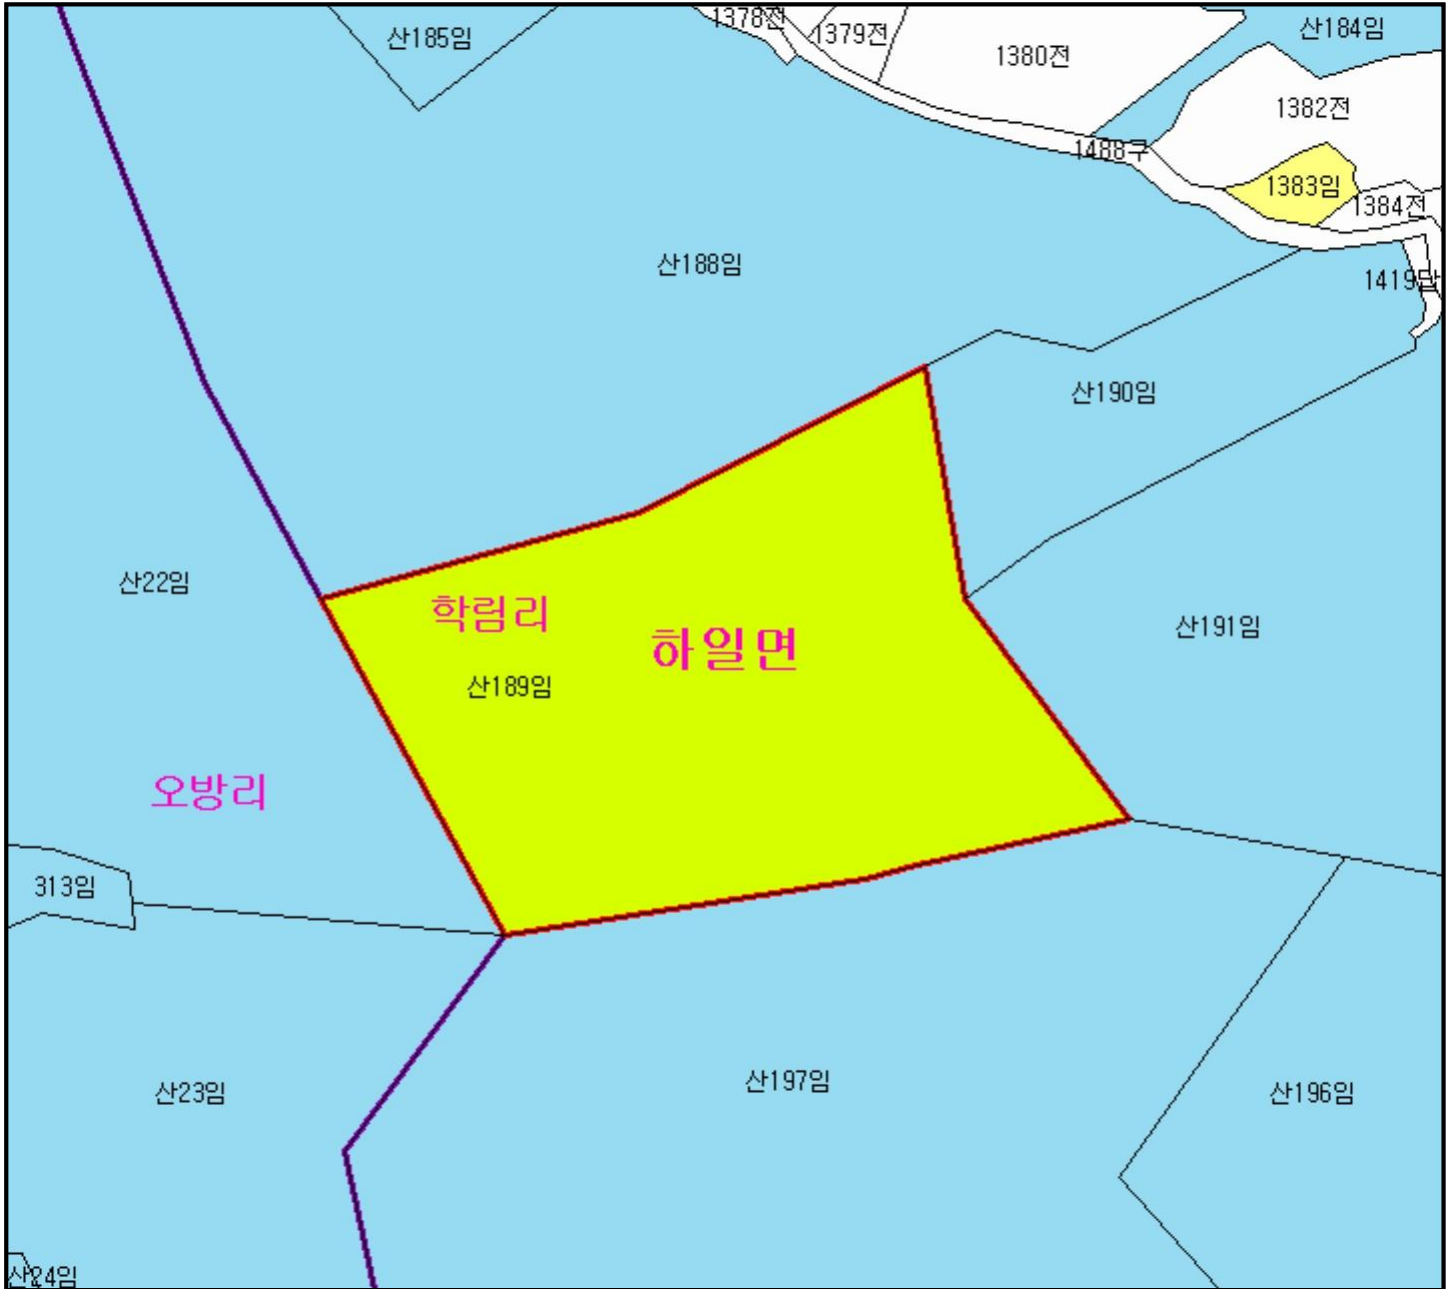 1378전
1379전
산185임
1380전
산184임
1382전
1488구
1383임
1384전
산188임
1419답
산190임
산22임
학림리
산191임
하일면
산189임
오방리
313임
산197임
산23임
산196임
산24임